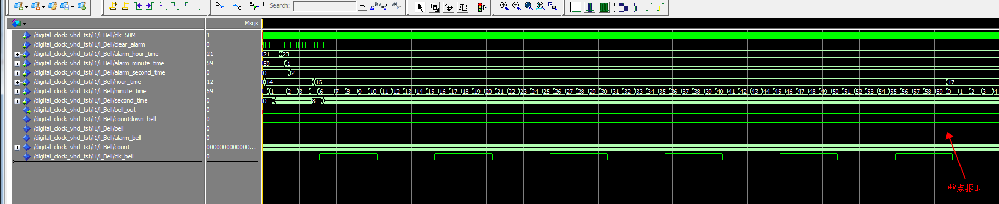 Search:
Msgs
/digital_clock_vhd_tst/i1/i_Bell/clk_50M 1
/digital_clock_vhd_tst/i1/i_Bell/clear_alarm 0
/digital_clock_vhd_tst/i1/i_Bell/alarm_hour_time 21 21 23
/digital_clock_vhd_tst/i1/i_Bell/alarm_minute_time 59 59 1
/digital_clock_vhd_tst/i1/i_Bell/alarm_second_time 0 0 2
/digital_clock_vhd_tst/i1/i_Bell/hour_time 12 14 16 17
/digital_clock_vhd_tst/i1/i_Bell/minute_time 59 1 2 3 3 6 7 8 9 10 11 12 13 14 15 16 17 18 19 20 21 22 23 24 25 26 27 28 29 30 31 32 33 34 35 36 37 38 39 40 41 42 43 44 45 46 47 48 49 50 51 52 53 54 55 56 57 58 59 0 1 2 3 4
/digital_clock_vhd_tst/i1/i_Bell/second_time 0 0 8
/digital_clock_vhd_tst/i1/i_Bell/bell_out 0
/digital_clock_vhd_tst/i1/i_Bell/countdown_bell 0
/digital_clock_vhd_tst/i1/i_Bell/bell 0
/digital_clock_vhd_tst/i1/i_Bell/alarm_bell 0
/digital_clock_vhd_tst/i1/i_Bell/count 0000000000000...
/digital_clock_vhd_tst/i1/i_Bell/clk_bell 0
整点报时